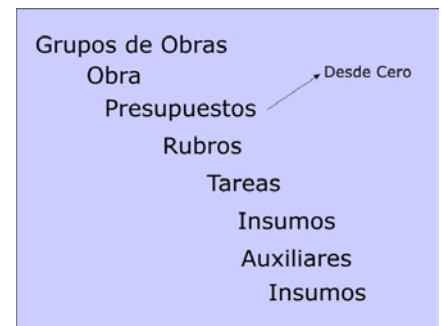 Grupos de Obras
Obra
Desde Cero
Presupuestos
Rubros
Tareas
Insumos
Auxiliares
Insumos